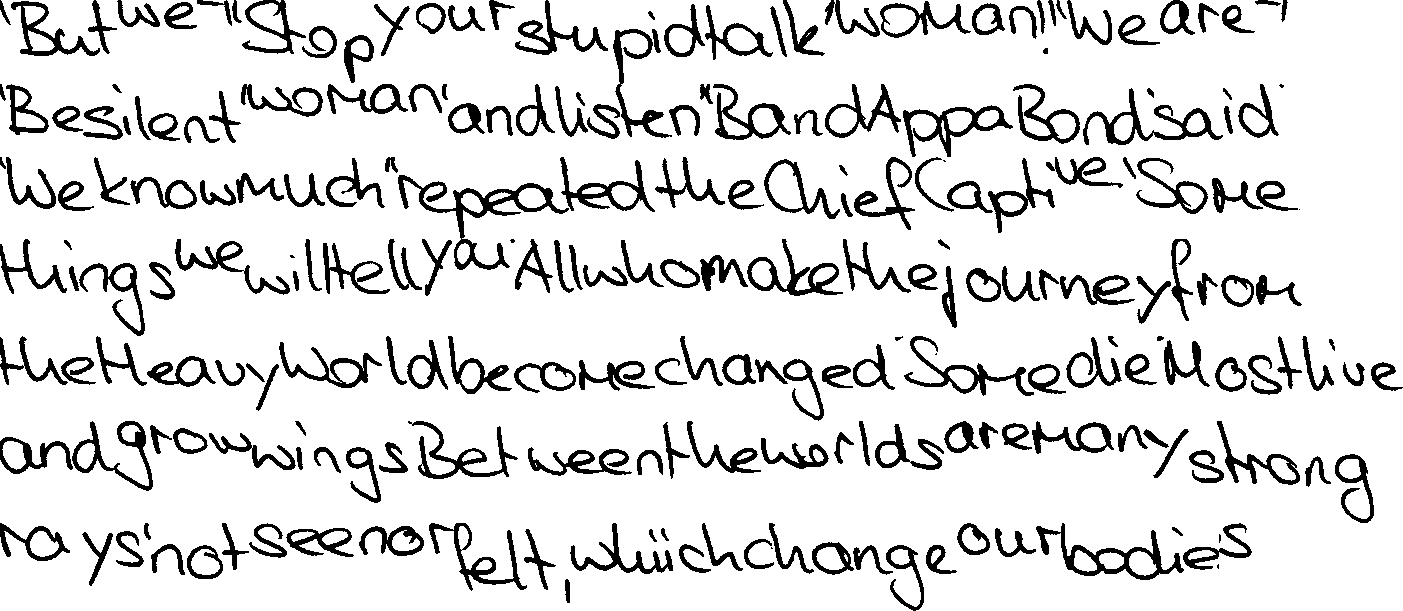 "But we-" "Stop your stupid talk woman!" "We are-"
"Be silent woman and listen" Band Appa Bondi said
"We know much" repeated the Chief Captive 'Some
things we will tell you. All who make the journey from
the Heavy World become changed. Some die. Most live
and grow wings Between the worlds are many strong
rays' not seen or felt, which change our bodies